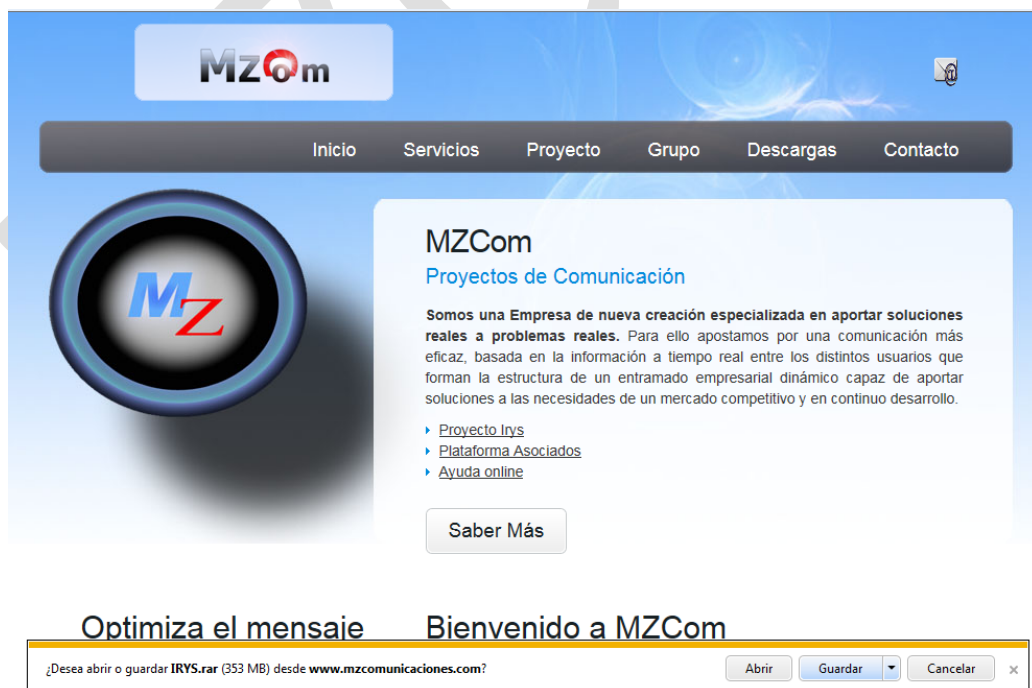 MZCom
Inicio Servicios Proyecto Grupo Descargas Contacto
MZ
MZCom
Proyectos de Comunicación
Somos una Empresa de nueva creación especializada en aportar soluciones
reales a problemas reales. Para ello apostamos por una comunicación más
eficaz, basada en la información a tiempo real entre los distintos usuarios que
forman la estructura de un entramado empresarial dinámico capaz de aportar
soluciones a las necesidades de un mercado competitivo y en continuo desarrollo.
Proyecto Irys
Plataforma Asociados
Ayuda online
Saber Más
Optimiza el mensaje Bienvenido a MZCom
¿Desea abrir o guardar IRYS.rar (353 MB) desde www.mzcomunicaciones.com? Abrir Guardar Cancelar